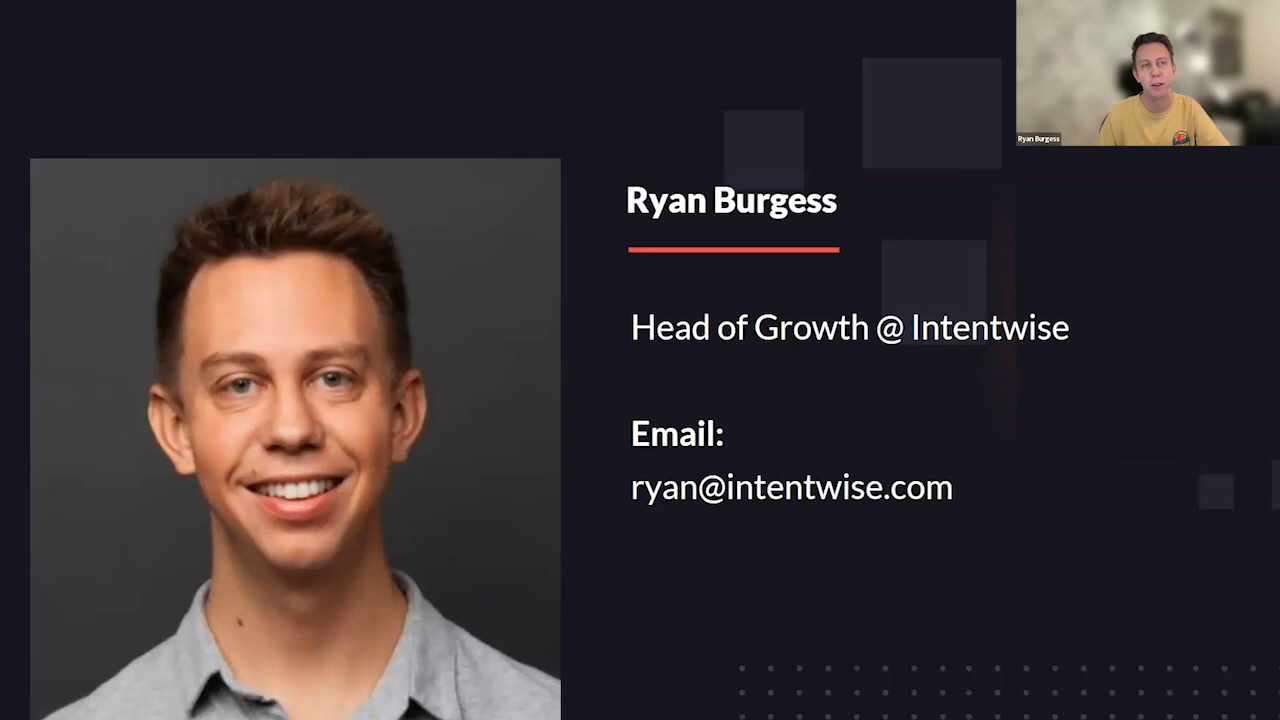 Ryan Burgess
Ryan Burgess
Head of Growth @ Intentwise
Email:
ryan@intentwise.com